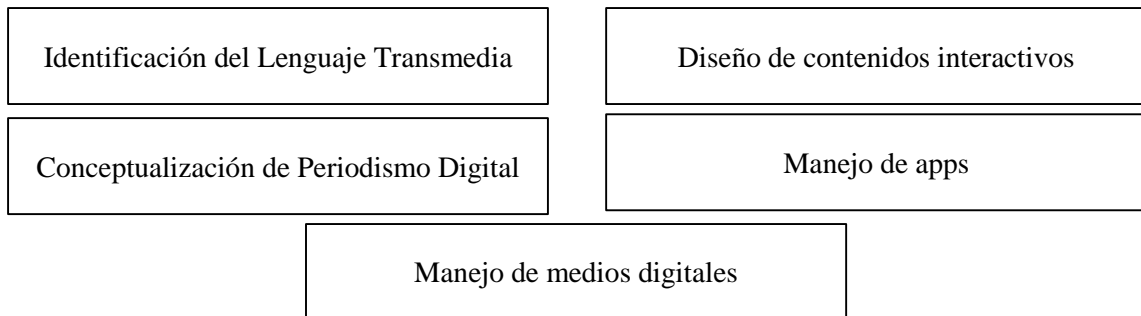 Identificación del Lenguaje Transmedia
Diseño de contenidos interactivos
Conceptualización de Periodismo Digital
Manejo de apps
Manejo de medios digitales